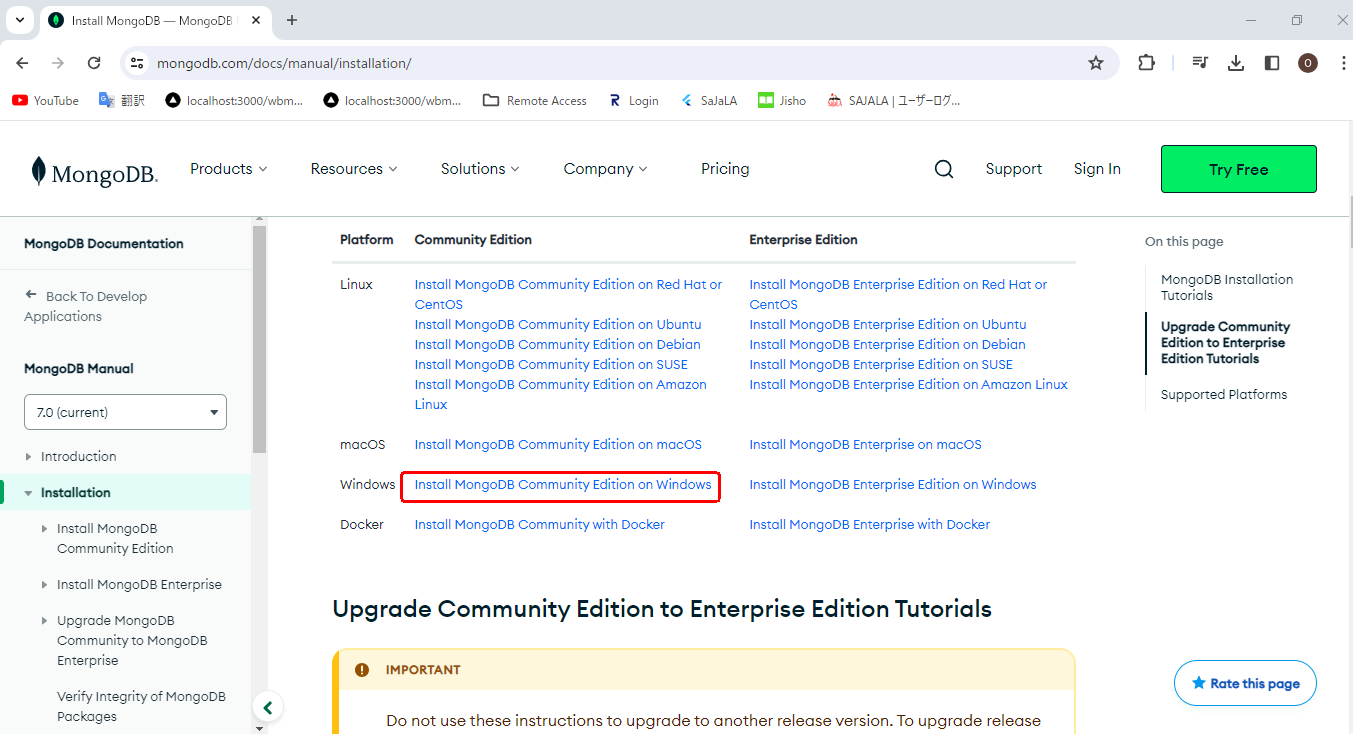 Install MongoDB — MongoDB
mongodb.com/docs/manual/installation/
O
YouTube
翻訳
localhost:3000/wbm...
localhost:3000/wbm...
Remote Access
Login
SaJaLA
Jisho
SAJALA | ユーザーログ...
MongoDB.
Products
Resources
Solutions
Company
Pricing
Support
Sign In
Try Free
MongoDB Documentation
Back To Develop
Applications
MongoDB Manual
7.0 (current)
Introduction
Installation
Install MongoDB
Community Edition
Install MongoDB Enterprise
Upgrade MongoDB
Community to MongoDB
Enterprise
Verify Integrity of MongoDB
Packages
Platform Community Edition Enterprise Edition
Linux
Install MongoDB Community Edition on Red Hat or
CentOS
Install MongoDB Community Edition on Ubuntu
Install MongoDB Community Edition on Debian
Install MongoDB Community Edition on SUSE
Install MongoDB Community Edition on Amazon
Linux
Install MongoDB Enterprise Edition on Red Hat or
CentOS
Install MongoDB Enterprise Edition on Ubuntu
Install MongoDB Enterprise Edition on Debian
Install MongoDB Enterprise Edition on SUSE
Install MongoDB Enterprise Edition on Amazon Linux
macOS Install MongoDB Community Edition on macOS Install MongoDB Enterprise on macOS
Windows Install MongoDB Community Edition on Windows Install MongoDB Enterprise Edition on Windows
Docker Install MongoDB Community with Docker Install MongoDB Enterprise with Docker
Upgrade Community Edition to Enterprise Edition Tutorials
IMPORTANT
Do not use these instructions to upgrade to another release version. To upgrade release
On this page
MongoDB Installation
Tutorials
Upgrade Community
Edition to Enterprise
Edition Tutorials
Supported Platforms
Rate this page